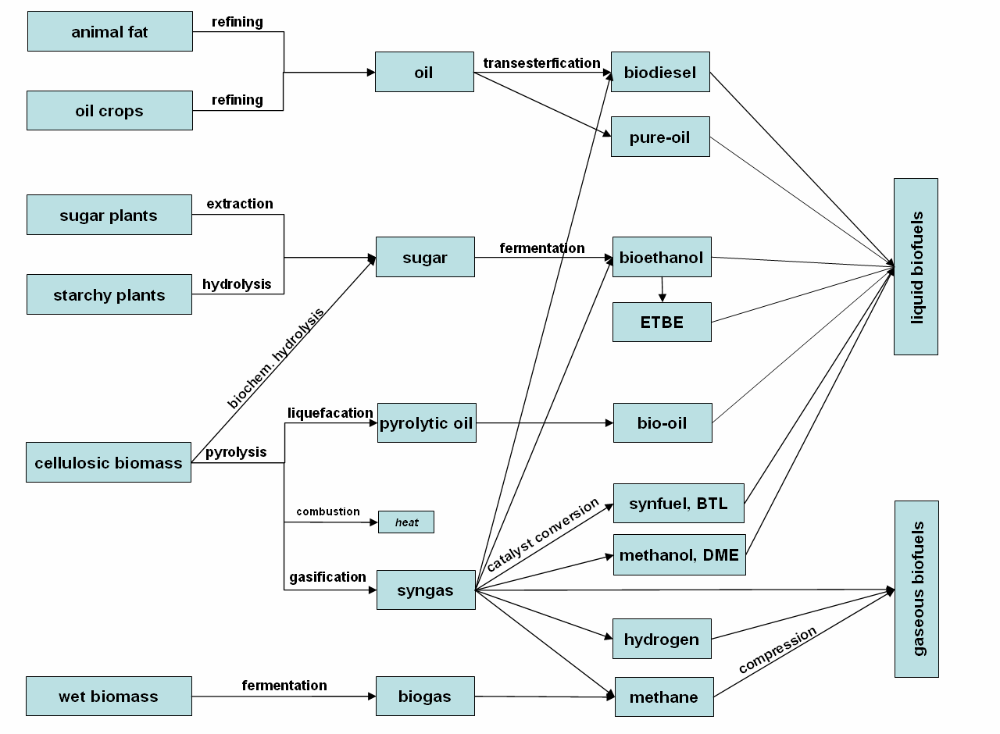 animal fat
refining
oil crops
refining
oil
transesterfication
biodiesel
pure-oil
sugar plants
extraction
starchy plants
hydrolysis
sugar
fermentation
bioethanol
ETBE
liquid biofuels
biochem. hydrolysis
cellulosic biomass
pyrolysis
liquefacation
pyrolytic oil
bio-oil
combustion
heat
gasification
syngas
catalyst conversion
synfuel, BTL
methanol, DME
hydrogen
gaseous biofuels
compression
wet biomass
fermentation
biogas
methane